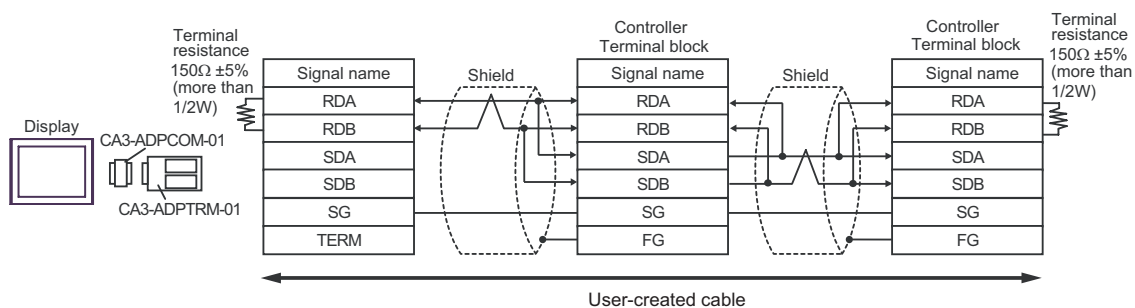 Terminal
resistance
150Ω ±5%
(more than
1/2W)
Display
CA3-ADPCOM-01
CA3-ADPTRM-01
Signal name
RDA
RDB
SDA
SDB
SG
TERM
Shield
Controller
Terminal block
Signal name
RDA
RDB
SDA
SDB
SG
FG
Shield
Controller
Terminal block
Signal name
RDA
RDB
SDA
SDB
SG
FG
Terminal
resistance
150Ω ±5%
(more than
1/2W)
User-created cable